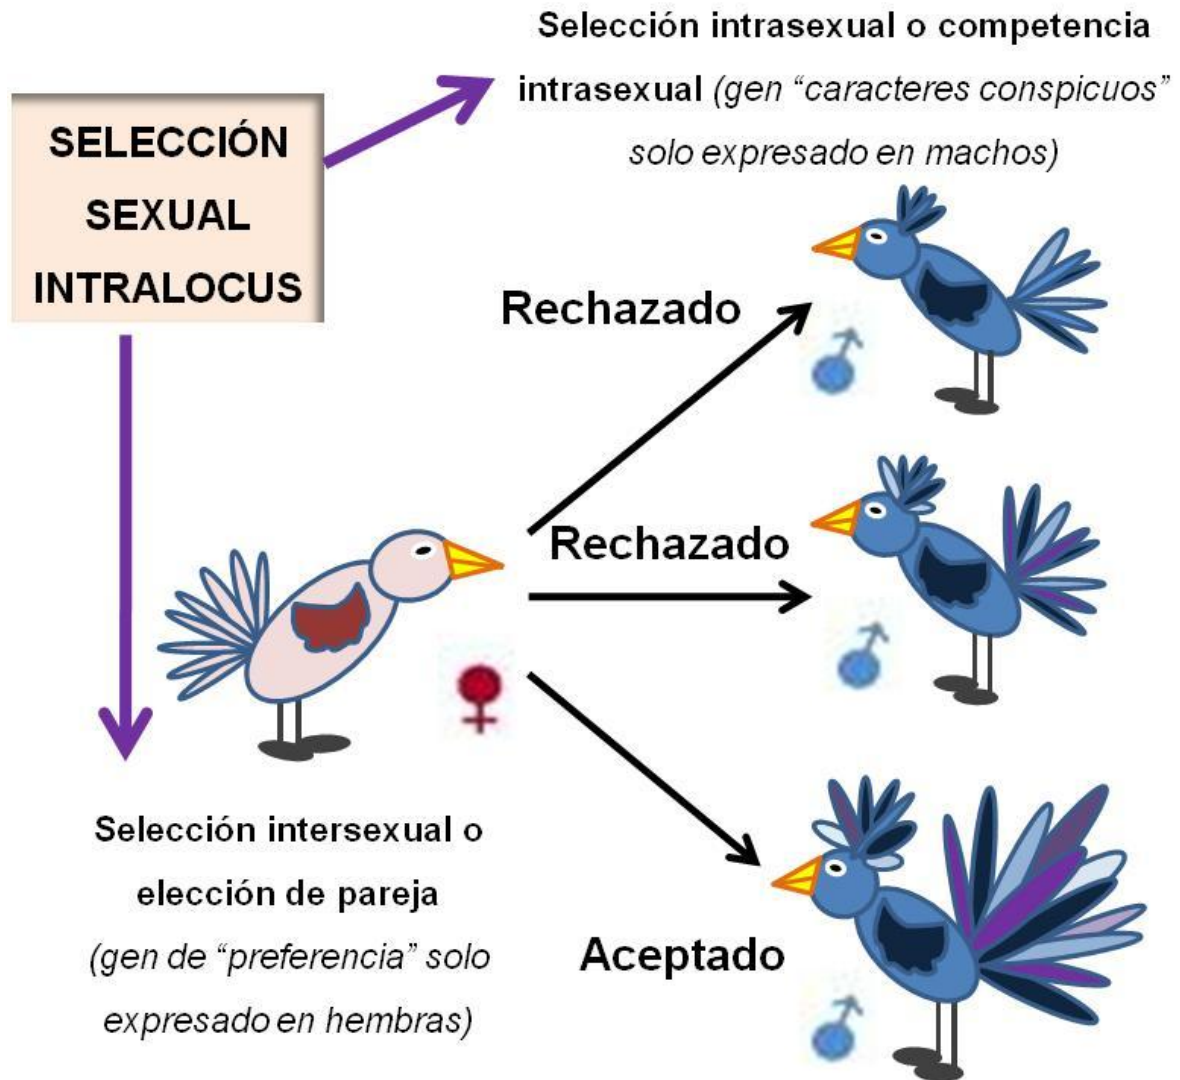 Selección intrasexual o competencia
intrasexual (gen “caracteres conspicuos”
solo expresado en machos)
SELECCIÓN
SEXUAL
INTRALOCUS
Rechazado
Rechazado
Aceptado
Selección intersexual o
elección de pareja
(gen de “preferencia” solo
expresado en hembras)